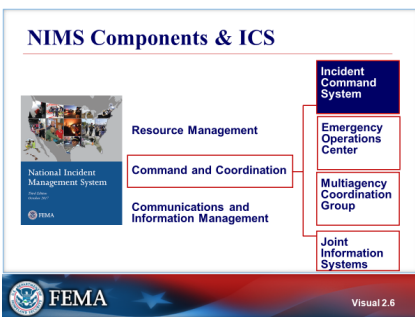 NIMS Components & ICS
National Incident
Management System
Third Edition
October 2017
FEMA
Resource Management
Command and Coordination
Communications and
Information Management
Incident
Command
System
Emergency
Operations
Center
Multiagency
Coordination
Group
Joint
Information
Systems
FEMA
Visual 2.6